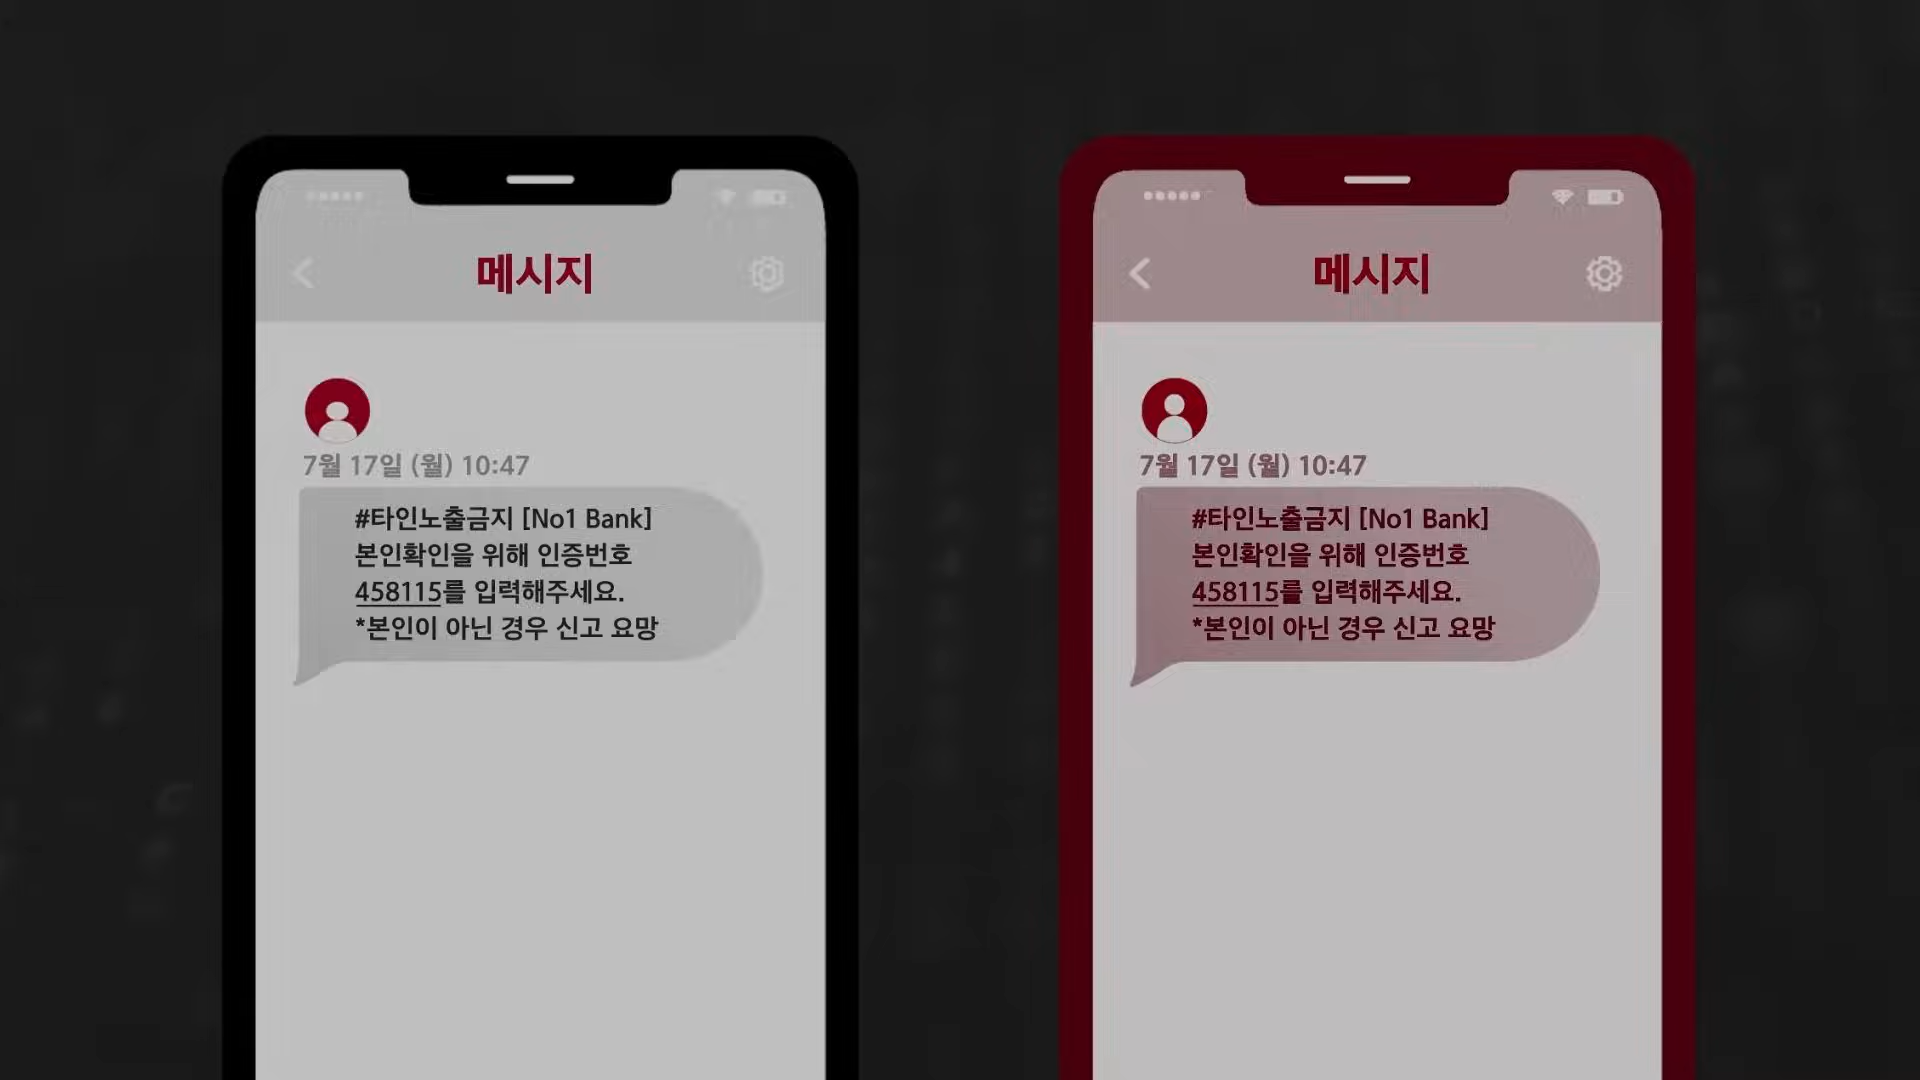 메시지
7월 17일 (월) 10:47
#타인노출금지 [No1 Bank]
본인확인을 위해 인증번호
458115를 입력해주세요.
*본인이 아닌 경우 신고 요망
메시지
7월 17일 (월) 10:47
#타인노출금지 [No1 Bank]
본인확인을 위해 인증번호
458115를 입력해주세요.
*본인이 아닌 경우 신고 요망